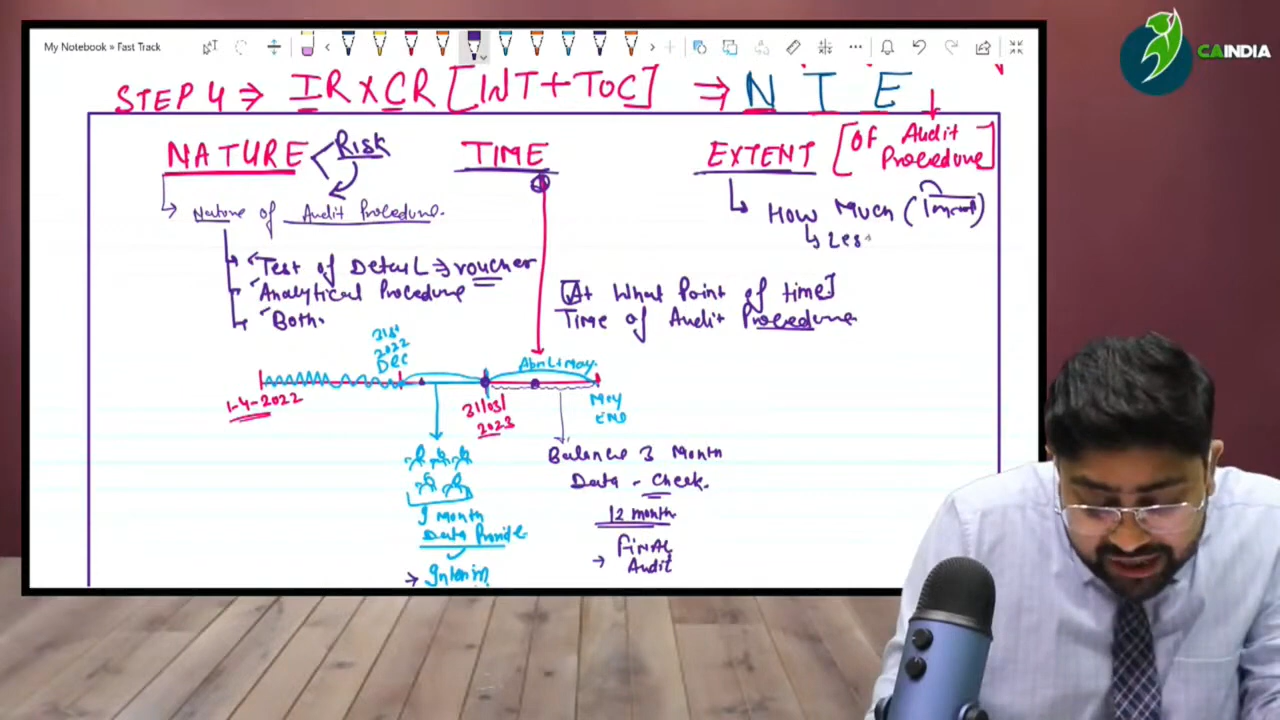 My Notebook » Fast Track
CAINDIA
STEP 4 ⇒ IR X CR [INT + TOC] ⇒ N T E
[OF Audit
Procedure]
NATURE < Risk
→ Nature of Audit Procedure.
Test of Detail ⇒ voucher
Analytical Procedure
Both.
TIME
[At What Point of time]
Time of Audit Procedure
EXTENT
How Much (
Les
31st
2022
Dec
April + May.
1-4-2022
31/03/
2023
May
END
9 Month
Data Provide.
→ Interim
Balance 3 Month
Data - Check.
12 month
→ FINAL
Audit